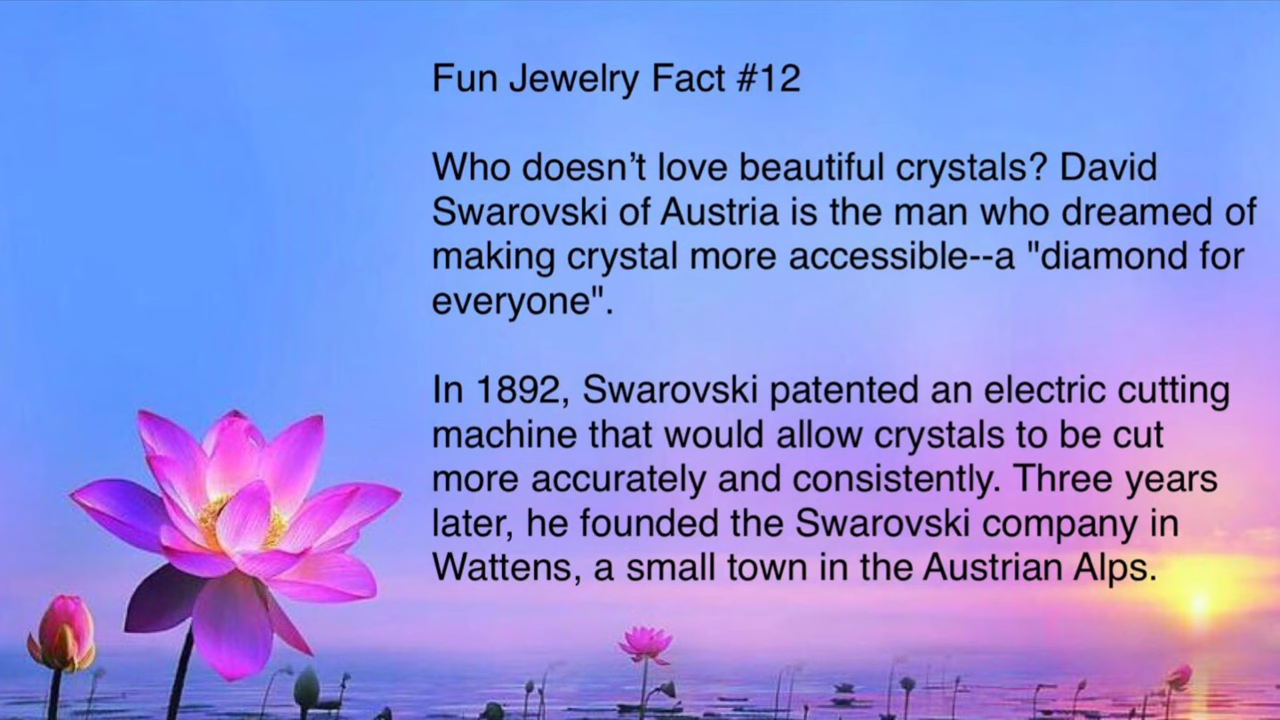 Fun Jewelry Fact #12
Who doesn’t love beautiful crystals? David
Swarovski of Austria is the man who dreamed of
making crystal more accessible--a "diamond for
everyone".
In 1892, Swarovski patented an electric cutting
machine that would allow crystals to be cut
more accurately and consistently. Three years
later, he founded the Swarovski company in
Wattens, a small town in the Austrian Alps.